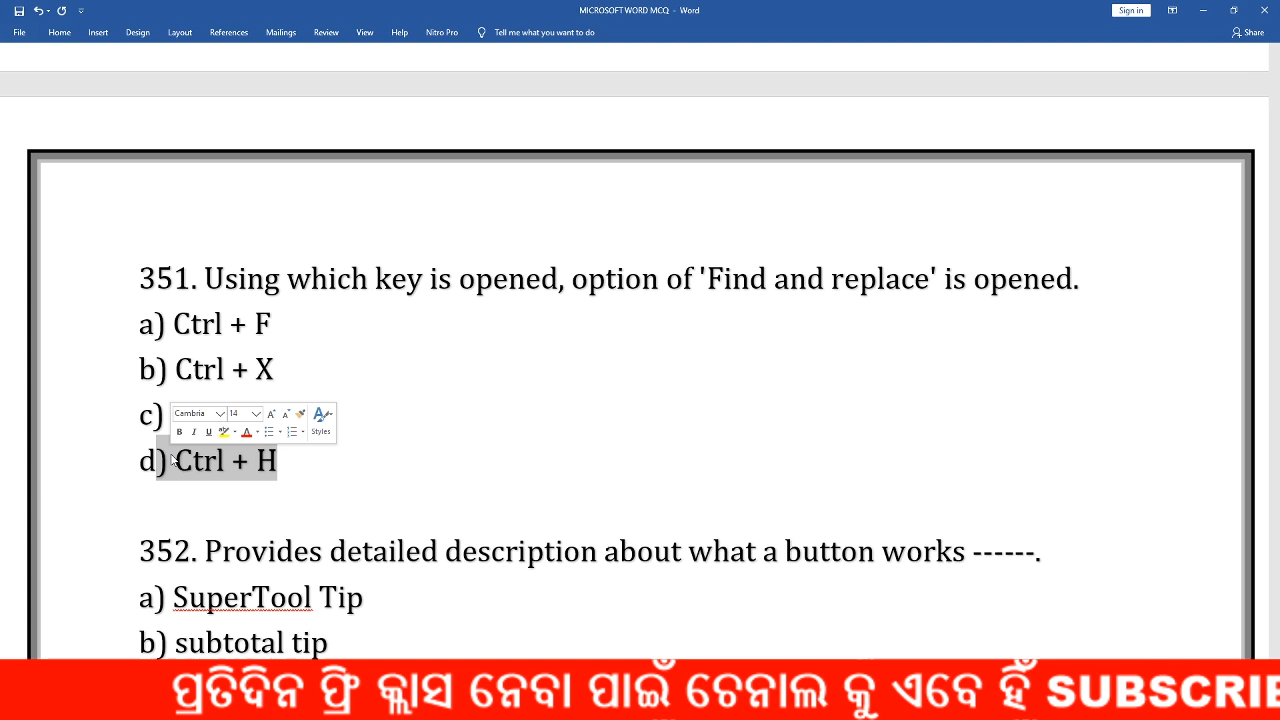 MICROSOFT WORD MCQ - Word
Sign in
File Home Insert Design Layout References Mailings Review View Help Nitro Pro Tell me what you want to do Share
351. Using which key is opened, option of 'Find and replace' is opened.
a) Ctrl + F
b) Ctrl + X
c)
Cambria 14
Styles
d) Ctrl + H
352. Provides detailed description about what a button works ------.
a) SuperTool Tip
b) subtotal tip
ପ୍ରତିଦିନ ଫ୍ରି କ୍ଲାସ ନେବା ପାଇଁ ଚେନାଲ କୁ ଏବେ ହିଁ SUBSCRIBE